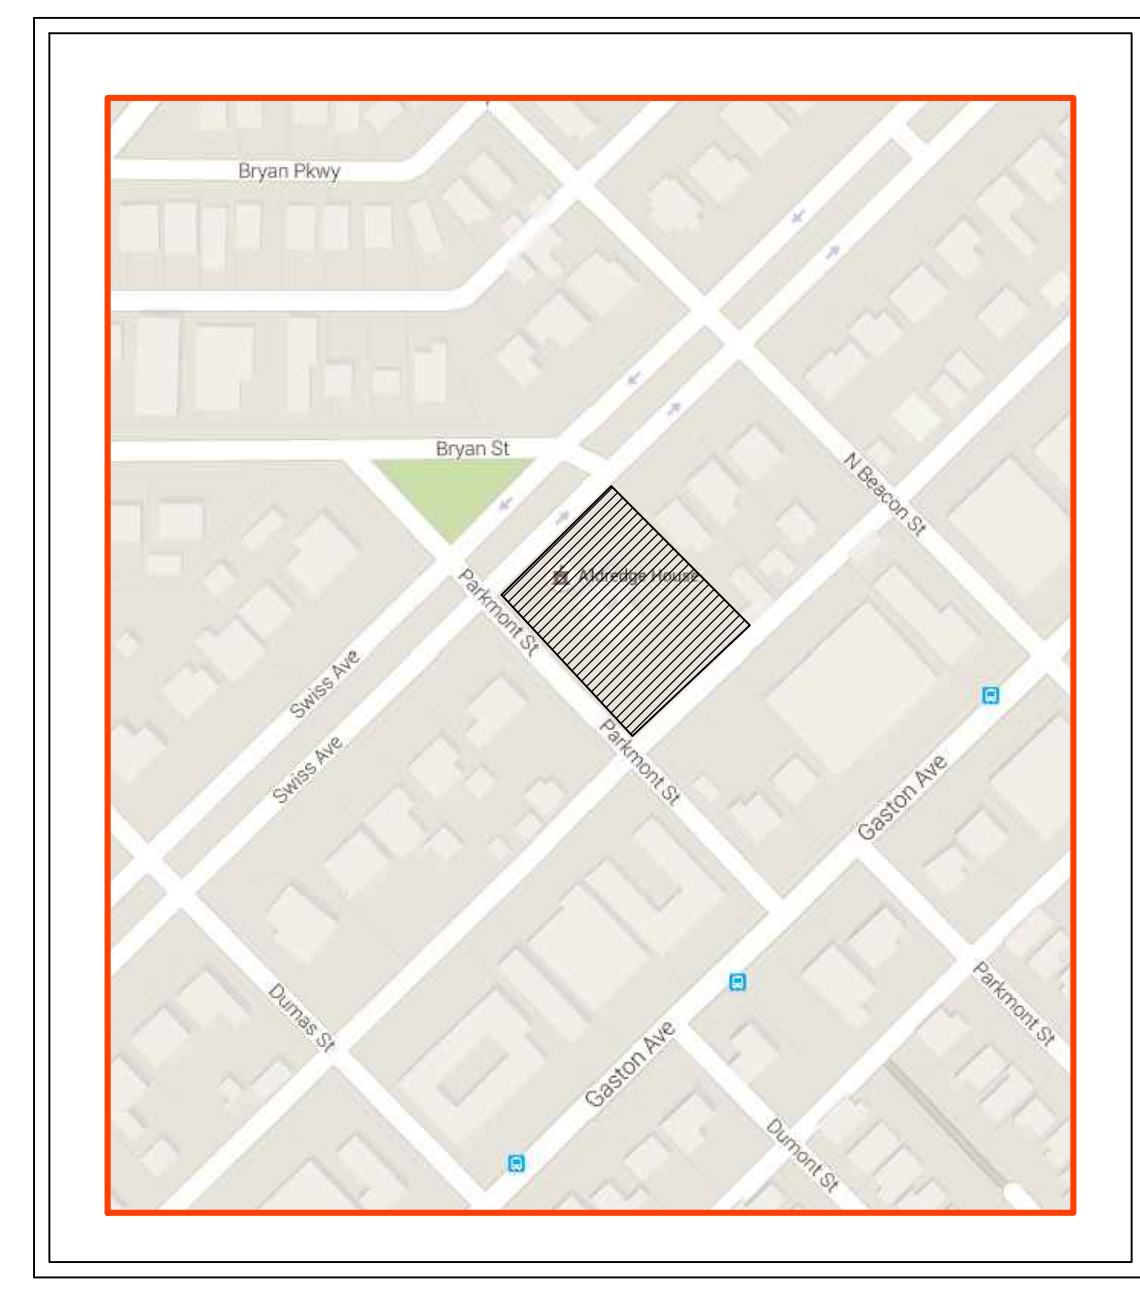 Bryan Pkwy
Bryan St
N Beacon St
Aldredge House
Parkmont St
Swiss Ave
Parkmont St
Swiss Ave
Gaston Ave
Parkmont St
Dumas St
Gaston Ave
Dumont St